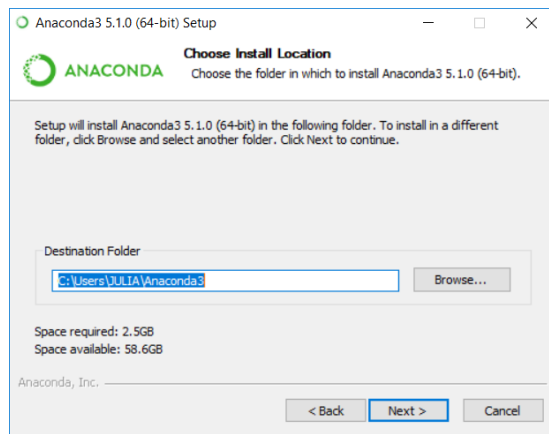 Anaconda3 5.1.0 (64-bit) Setup
ANACONDA
Choose Install Location
Choose the folder in which to install Anaconda3 5.1.0 (64-bit).
Setup will install Anaconda3 5.1.0 (64-bit) in the following folder. To install in a different
folder, click Browse and select another folder. Click Next to continue.
Destination Folder
C:\Users\JULIA\Anaconda3
Browse...
Space required: 2.5GB
Space available: 58.6GB
Anaconda, Inc.
< Back
Next >
Cancel